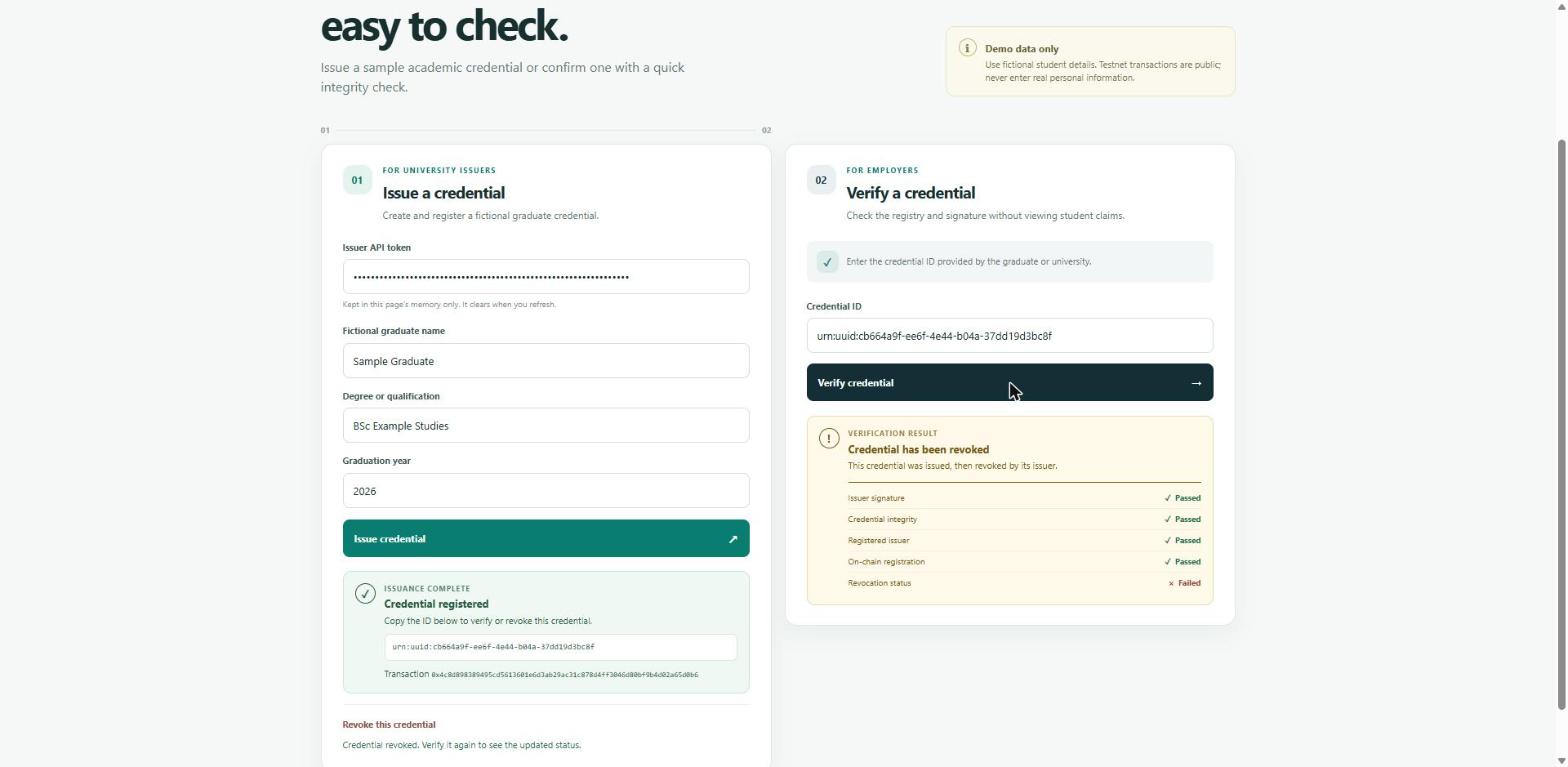 easy to check.
Issue a sample academic credential or confirm one with a quick
integrity check.
i
Demo data only
Use fictional student details. Testnet transactions are public;
never enter real personal information.
01
02
01
FOR UNIVERSITY ISSUERS
Issue a credential
Create and register a fictional graduate credential.
Issuer API token
Kept in this page's memory only. It clears when you refresh.
Fictional graduate name
Sample Graduate
Degree or qualification
BSc Example Studies
Graduation year
2026
Issue credential ↗
✓
ISSUANCE COMPLETE
Credential registered
Copy the ID below to verify or revoke this credential.
urn:uuid:cb664a9f-ee6f-4e44-b04a-37dd19d3bc8f
Transaction 0x4c8d898389495cd5613601e6d3ab29ac31c878d4ff3046d80bf9b4d02a65d0b6
Revoke this credential
Credential revoked. Verify it again to see the updated status.
02
FOR EMPLOYERS
Verify a credential
Check the registry and signature without viewing student claims.
✓ Enter the credential ID provided by the graduate or university.
Credential ID
urn:uuid:cb664a9f-ee6f-4e44-b04a-37dd19d3bc8f
Verify credential →
!
VERIFICATION RESULT
Credential has been revoked
This credential was issued, then revoked by its issuer.
Issuer signature ✓ Passed
Credential integrity ✓ Passed
Registered issuer ✓ Passed
On-chain registration ✓ Passed
Revocation status × Failed